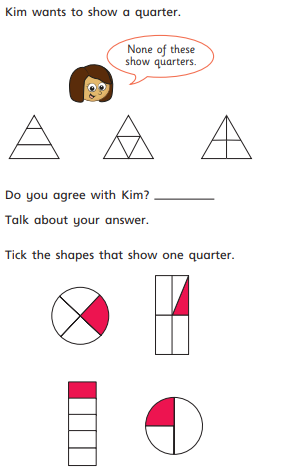 Kim wants to show a quarter.
None of these
show quarters.
Do you agree with Kim? ________
Talk about your answer.
Tick the shapes that show one quarter.